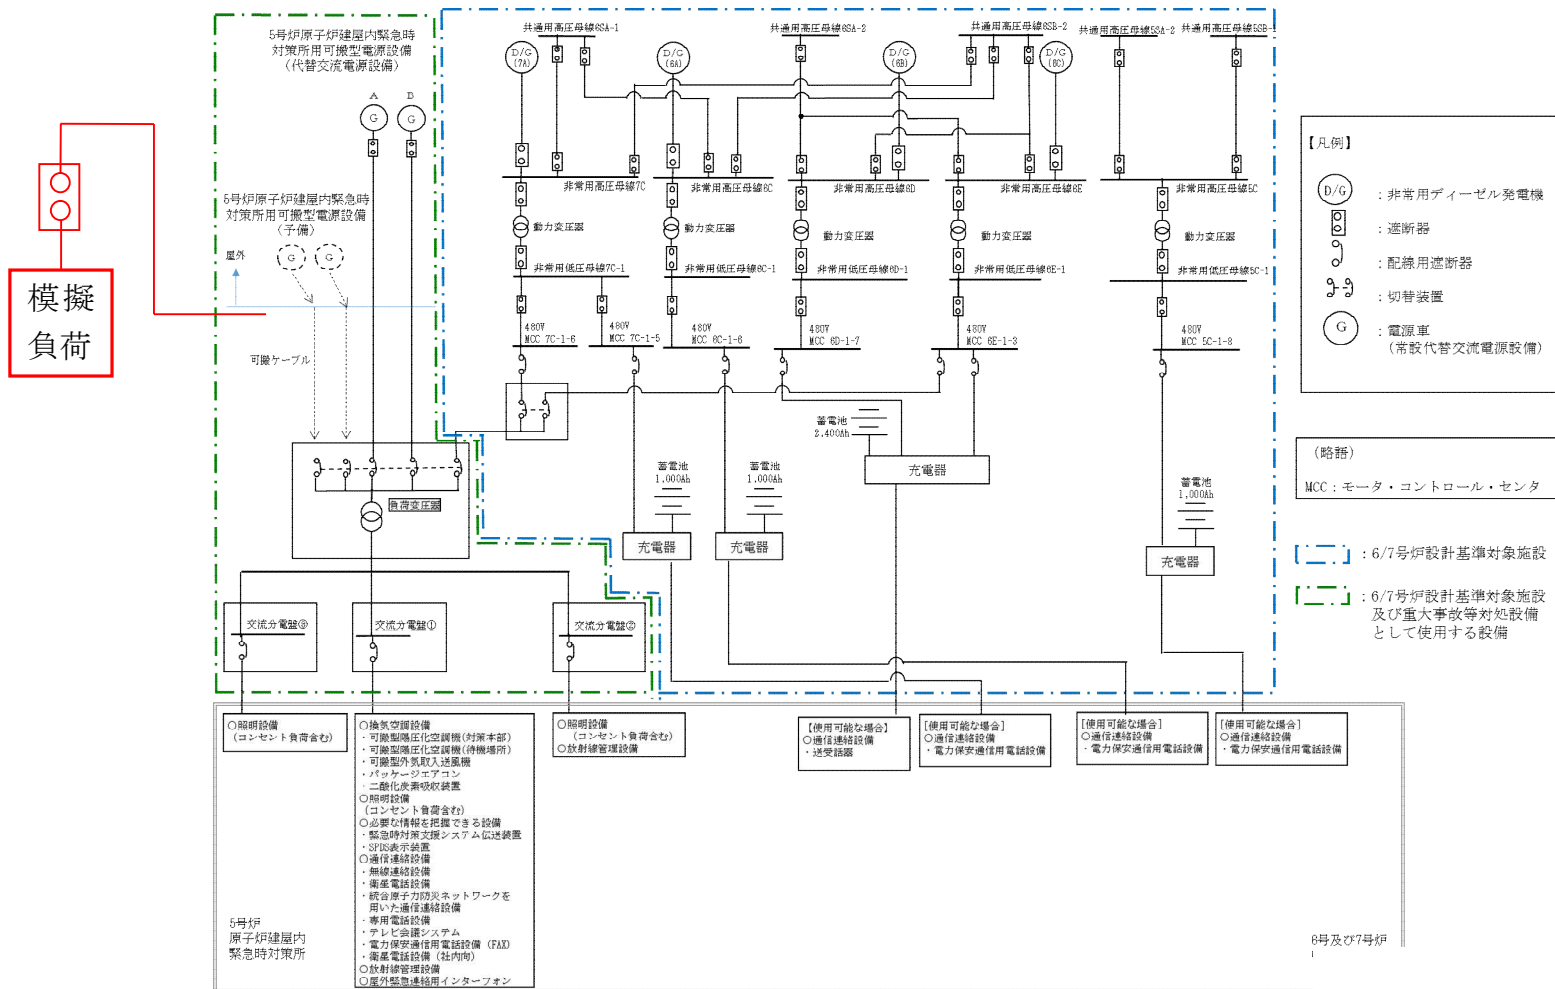 5号炉原子炉建屋内緊急時
対策所用可搬型電源設備
(代替交流電源設備)
A
B
G
G
5号炉原子炉建屋内緊急時
対策所用可搬型電源設備
(予備)
G
G
屋外
可搬ケーブル
模擬
負荷
共通用高圧母線6SA-1
共通用高圧母線6SA-2
共通用高圧母線6SB-2
共通用高圧母線5SA-2
共通用高圧母線5SB-1
D/G
(7A)
D/G
(6A)
D/G
(6B)
D/G
(6C)
非常用高圧母線7C
非常用高圧母線6C
非常用高圧母線6D
非常用高圧母線6E
非常用高圧母線5C
動力変圧器
動力変圧器
動力変圧器
動力変圧器
動力変圧器
非常用低圧母線7C-1
非常用低圧母線6C-1
非常用低圧母線6D-1
非常用低圧母線6E-1
非常用低圧母線5C-1
480V
MCC 7C-1-6
480V
MCC 7C-1-5
480V
MCC 6C-1-6
480V
MCC 6D-1-7
480V
MCC 6E-1-3
480V
MCC 5C-1-8
蓄電池
2,400Ah
充電器
蓄電池
1,000Ah
充電器
蓄電池
1,000Ah
充電器
蓄電池
1,000Ah
充電器
負荷変圧器
交流分電盤③
交流分電盤①
交流分電盤②
【凡例】
D/G
:非常用ディーゼル発電機
:遮断器
:配線用遮断器
:切替装置
G
:電源車
(常設代替交流電源設備)
(略語)
MCC:モータ・コントロール・センタ
:6/7号炉設計基準対象施設
:6/7号炉設計基準対象施設
及び重大事故等対処設備
として使用する設備
○照明設備
(コンセント負荷含む)
○換気空調設備
・可搬型陽圧化空調機(対策本部)
・可搬型陽圧化空調機(待機場所)
・可搬型外気取入送風機
・パッケージエアコン
・二酸化炭素吸収装置
○照明設備
(コンセント負荷含む)
○必要な情報を把握できる設備
・緊急時対策支援システム伝送装置
・SPDS表示装置
○通信連絡設備
・無線連絡設備
・衛星電話設備
・統合原子力防災ネットワークを
用いた通信連絡設備
・専用電話設備
・テレビ会議システム
・電力保安通信用電話設備 (FAX)
・衛星電話設備 (社内向)
○放射線管理設備
○屋外緊急連絡用インターフォン
○照明設備
(コンセント負荷含む)
○放射線管理設備
【使用可能な場合】
○通信連絡設備
・送受話器
[使用可能な場合]
○通信連絡設備
・電力保安通信用電話設備
[使用可能な場合]
○通信連絡設備
・電力保安通信用電話設備
[使用可能な場合]
○通信連絡設備
・電力保安通信用電話設備
5号炉
原子炉建屋内
緊急時対策所
6号及び7号炉